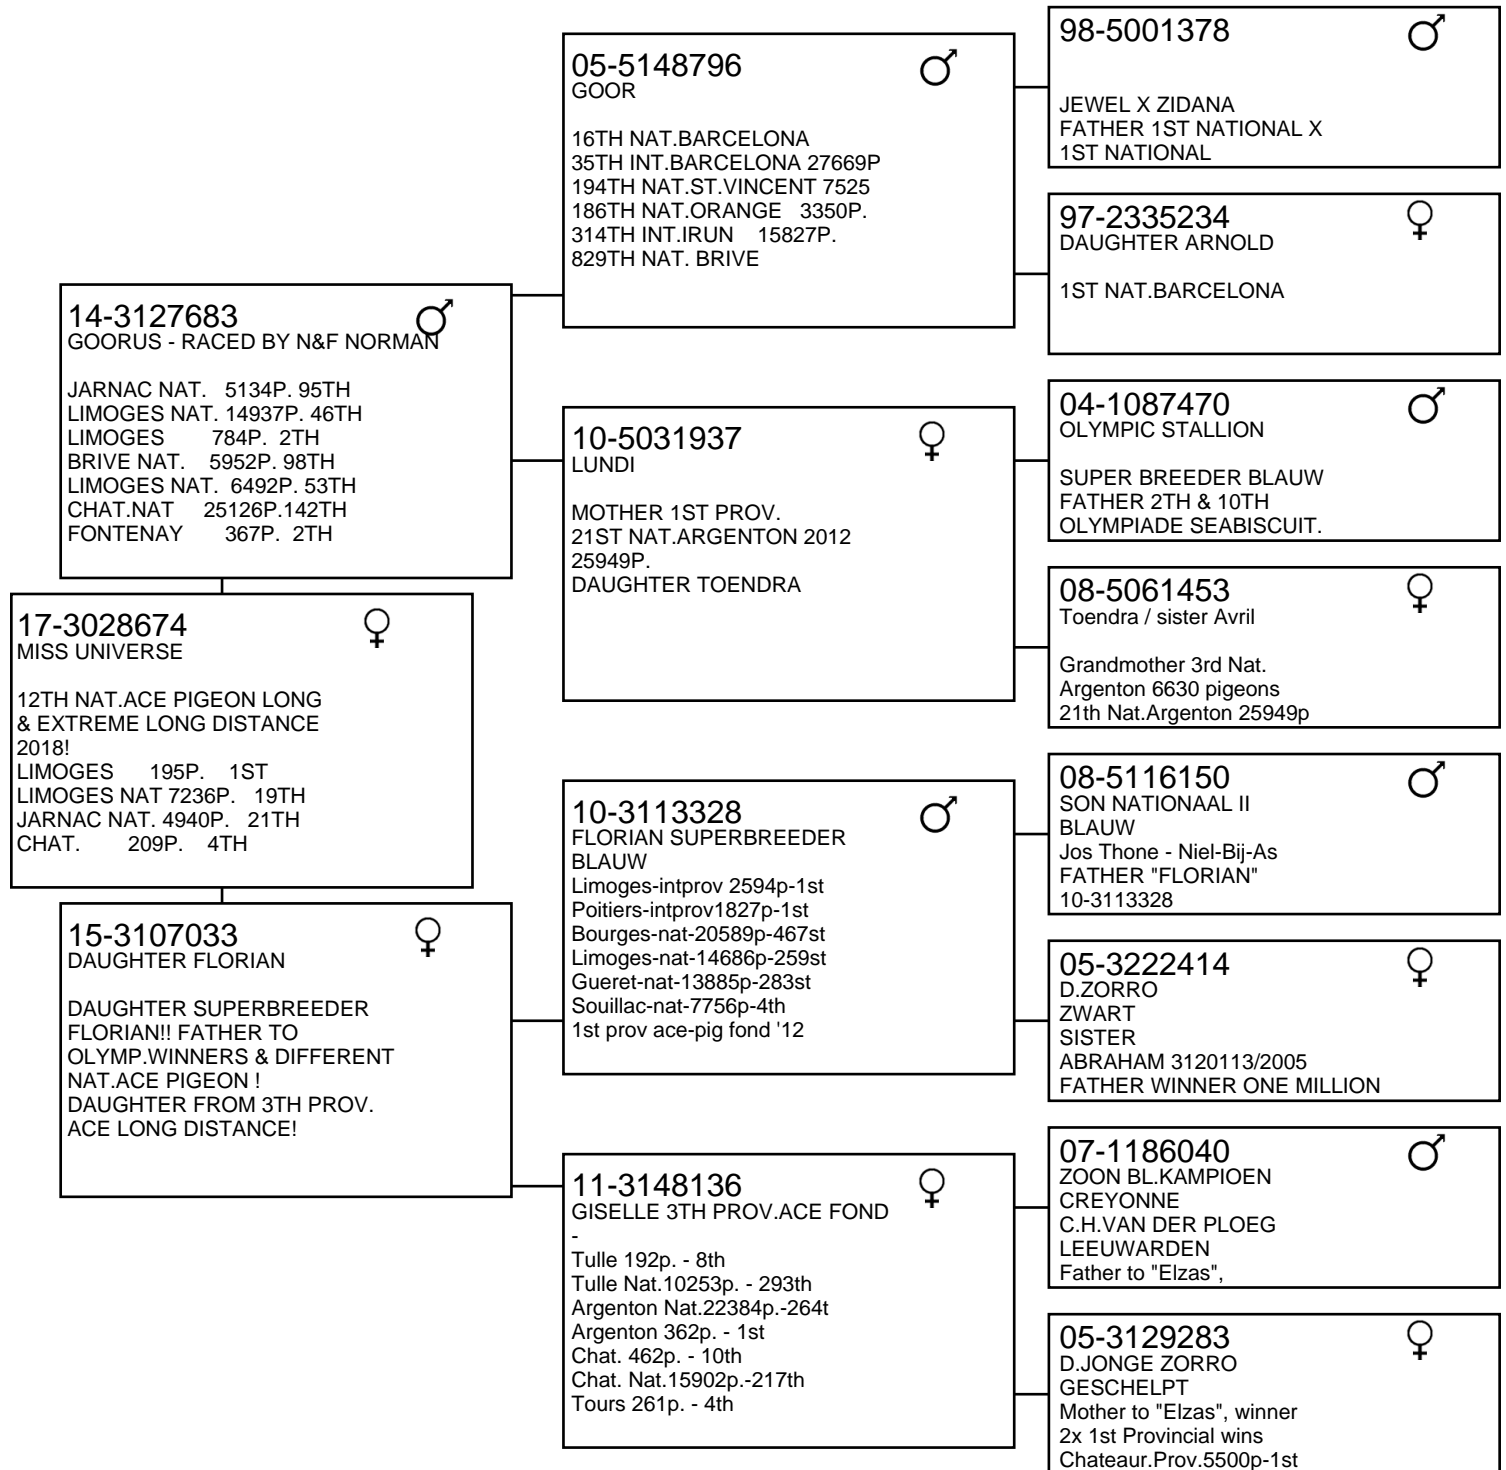 17-3028674
MISS UNIVERSE
12TH NAT.ACE PIGEON LONG
& EXTREME LONG DISTANCE
2018!
LIMOGES 195P. 1ST
LIMOGES NAT 7236P. 19TH
JARNAC NAT. 4940P. 21TH
CHAT. 209P. 4TH
14-3127683
GOORUS - RACED BY N&F NORMAN
JARNAC NAT. 5134P. 95TH
LIMOGES NAT. 14937P. 46TH
LIMOGES 784P. 2TH
BRIVE NAT. 5952P. 98TH
LIMOGES NAT. 6492P. 53TH
CHAT.NAT 25126P.142TH
FONTENAY 367P. 2TH
15-3107033
DAUGHTER FLORIAN
DAUGHTER SUPERBREEDER
FLORIAN!! FATHER TO
OLYMP.WINNERS & DIFFERENT
NAT.ACE PIGEON !
DAUGHTER FROM 3TH PROV.
ACE LONG DISTANCE!
05-5148796
GOOR
16TH NAT.BARCELONA
35TH INT.BARCELONA 27669P
194TH NAT.ST.VINCENT 7525
186TH NAT.ORANGE 3350P.
314TH INT.IRUN 15827P.
829TH NAT. BRIVE
10-5031937
LUNDI
MOTHER 1ST PROV.
21ST NAT.ARGENTON 2012
25949P.
DAUGHTER TOENDRA
10-3113328
FLORIAN SUPERBREEDER
BLAUW
Limoges-intprov 2594p-1st
Poitiers-intprov1827p-1st
Bourges-nat-20589p-467st
Limoges-nat-14686p-259st
Gueret-nat-13885p-283st
Souillac-nat-7756p-4th
1st prov ace-pig fond '12
11-3148136
GISELLE 3TH PROV.ACE FOND
-
Tulle 192p. - 8th
Tulle Nat.10253p. - 293th
Argenton Nat.22384p.-264t
Argenton 362p. - 1st
Chat. 462p. - 10th
Chat. Nat.15902p.-217th
Tours 261p. - 4th
98-5001378
JEWEL X ZIDANA
FATHER 1ST NATIONAL X
1ST NATIONAL
97-2335234
DAUGHTER ARNOLD
1ST NAT.BARCELONA
04-1087470
OLYMPIC STALLION
SUPER BREEDER BLAUW
FATHER 2TH & 10TH
OLYMPIADE SEABISCUIT.
08-5061453
Toendra / sister Avril
Grandmother 3rd Nat.
Argenton 6630 pigeons
21th Nat.Argenton 25949p
08-5116150
SON NATIONAAL II
BLAUW
Jos Thone - Niel-Bij-As
FATHER "FLORIAN"
10-3113328
05-3222414
D.ZORRO
ZWART
SISTER
ABRAHAM 3120113/2005
FATHER WINNER ONE MILLION
07-1186040
ZOON BL.KAMPIOEN
CREYONNE
C.H.VAN DER PLOEG
LEEUWARDEN
Father to "Elzas",
05-3129283
D.JONGE ZORRO
GESCHELPT
Mother to "Elzas", winner
2x 1st Provincial wins
Chateaur.Prov.5500p-1st